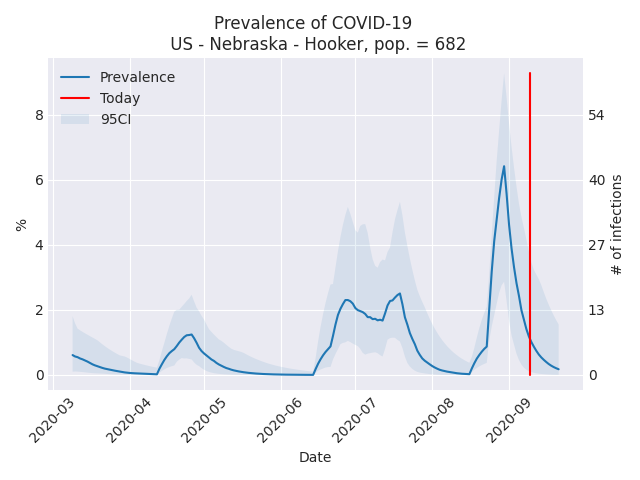 Prevalence of COVID-19
US - Nebraska - Hooker, pop. = 682
Prevalence
Today
95CI
%
8
6
4
2
0
54
40
27
13
0
# of infections
2020-03
2020-04
2020-05
2020-06
2020-07
2020-08
2020-09
Date